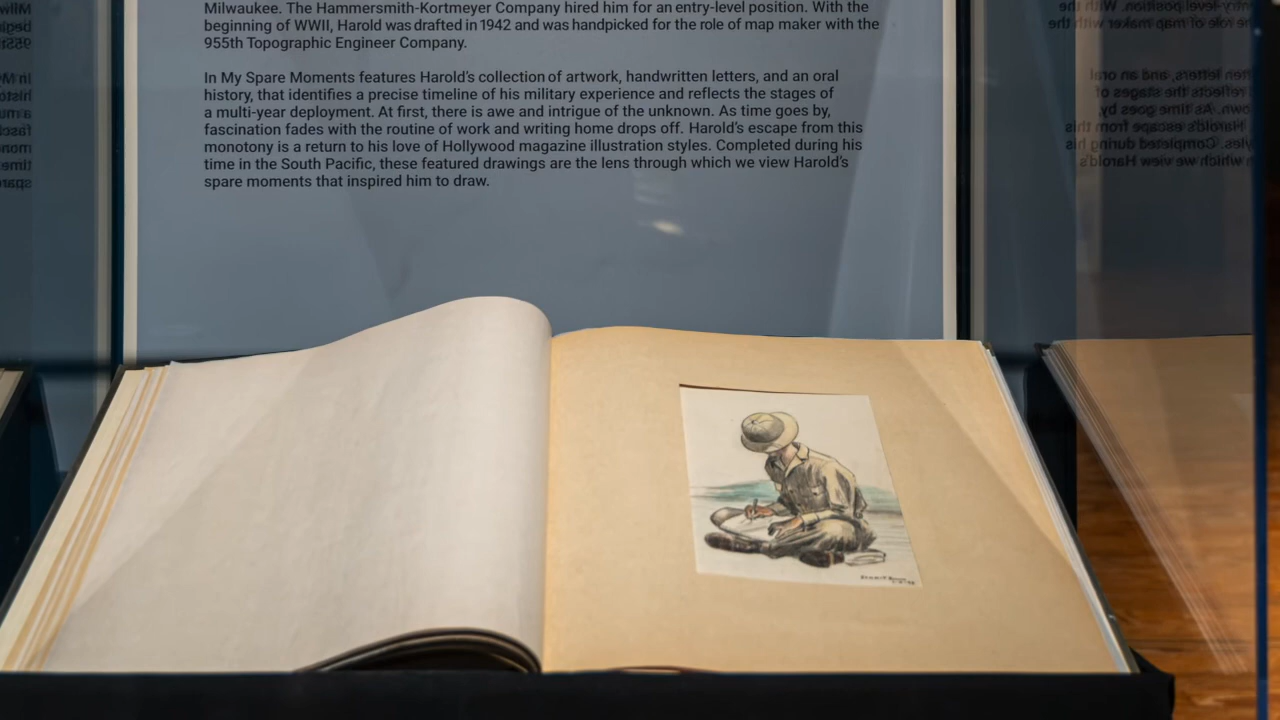 Milwaukee. The Hammersmith-Kortmeyer Company hired him for an entry-level position. With the
beginning of WWII, Harold was drafted in 1942 and was handpicked for the role of map maker with the
955th Topographic Engineer Company.
In My Spare Moments features Harold's collection of artwork, handwritten letters, and an oral
history, that identifies a precise timeline of his military experience and reflects the stages of
a multi-year deployment. At first, there is awe and intrigue of the unknown. As time goes by,
fascination fades with the routine of work and writing home drops off. Harold's escape from this
monotony is a return to his love of Hollywood magazine illustration styles. Completed during his
time in the South Pacific, these featured drawings are the lens through which we view Harold's
spare moments that inspired him to draw.